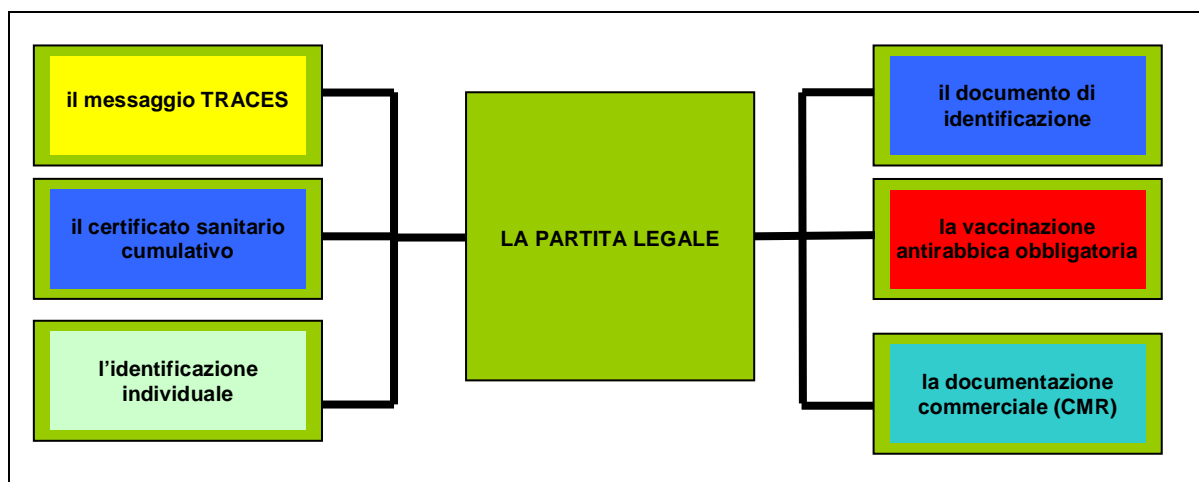 il messaggio TRACES
il certificato sanitario
cumulativo
l’identificazione
individuale
LA PARTITA LEGALE
il documento di
identificazione
la vaccinazione
antirabbica obbligatoria
la documentazione
commerciale (CMR)